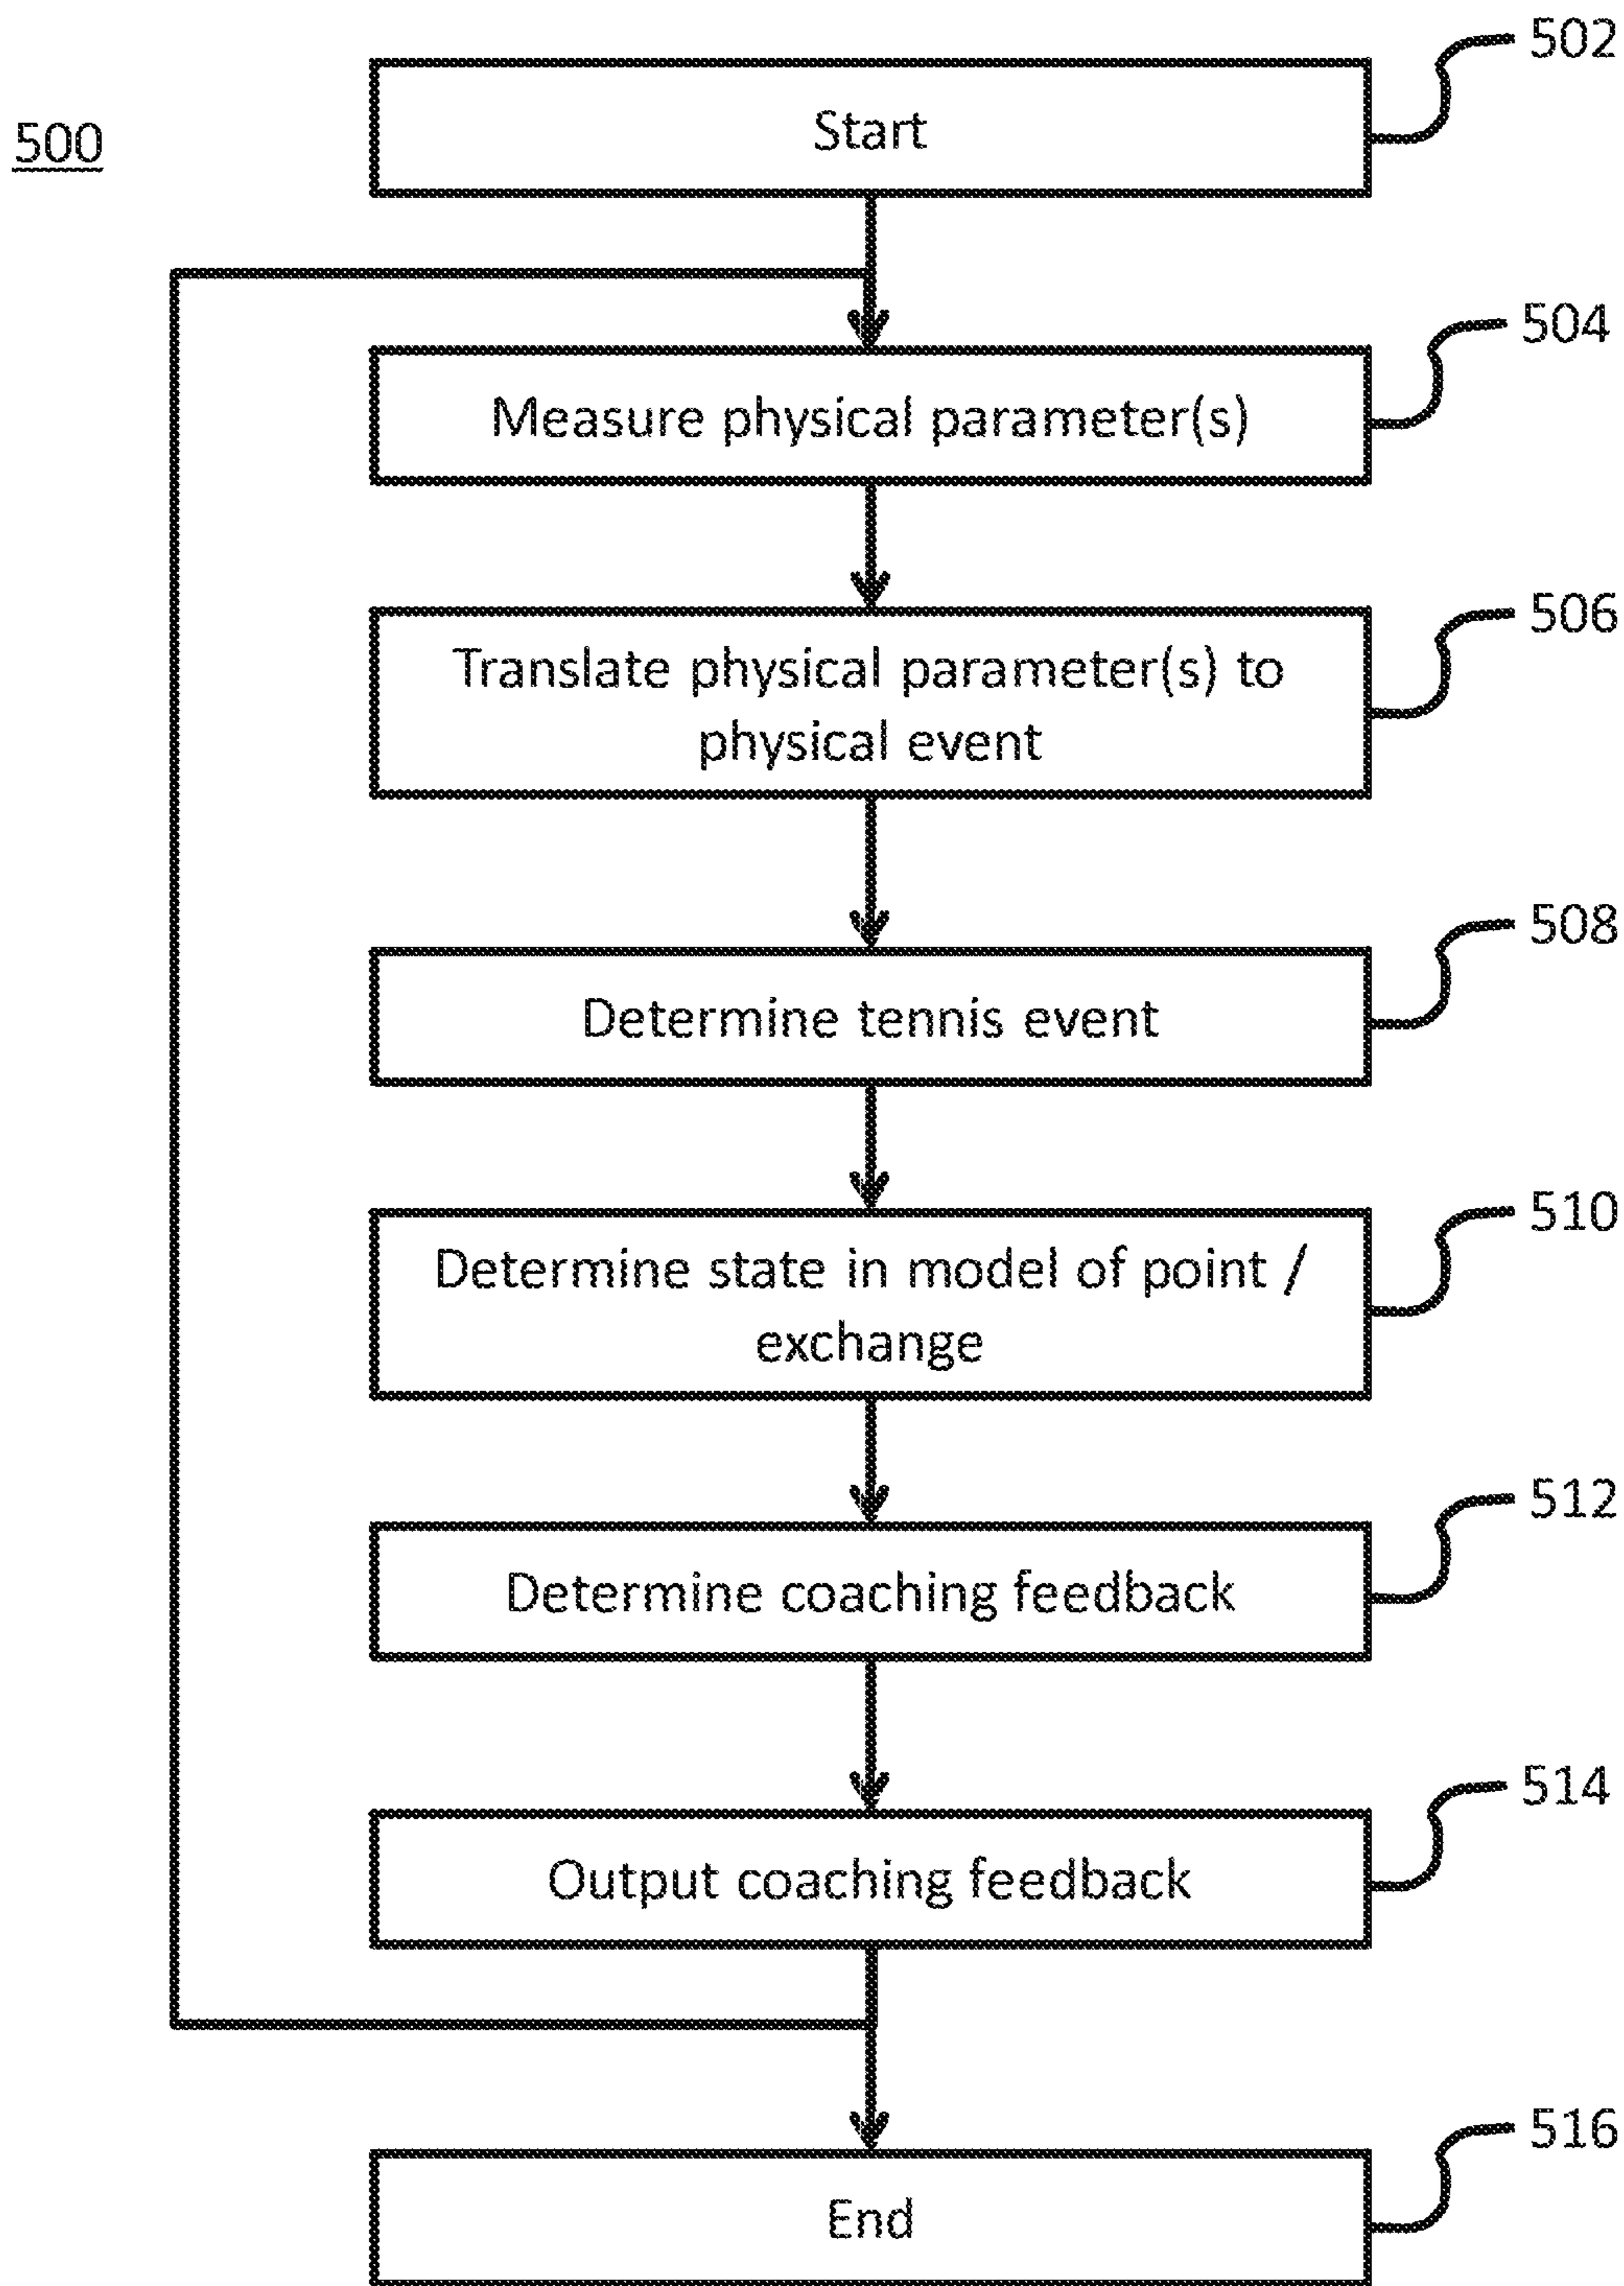 502
Start
500
504
Measure physical parameter(s)
506
Translate physical parameter(s) to
physical event
508
Determine tennis event
510
Determine state in model of point /
exchange
512
Determine coaching feedback
514
Output coaching feedback
516
End